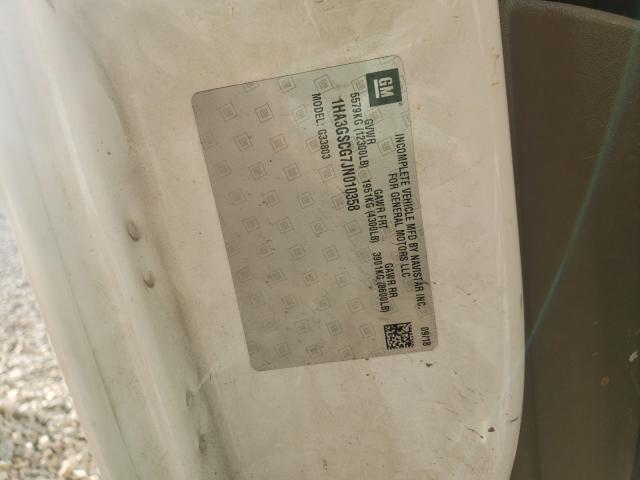 GM
09/18
INCOMPLETE VEHICLE MFD BY NAVISTAR INC.
FOR GENERAL MOTORS LLC
GVWR GAWR FRT GAWR RR
5579KG (12300LB) 1951KG (4300LB) 3901KG (8600LB)
1HA3GSCG7JN010358
MODEL: G33803